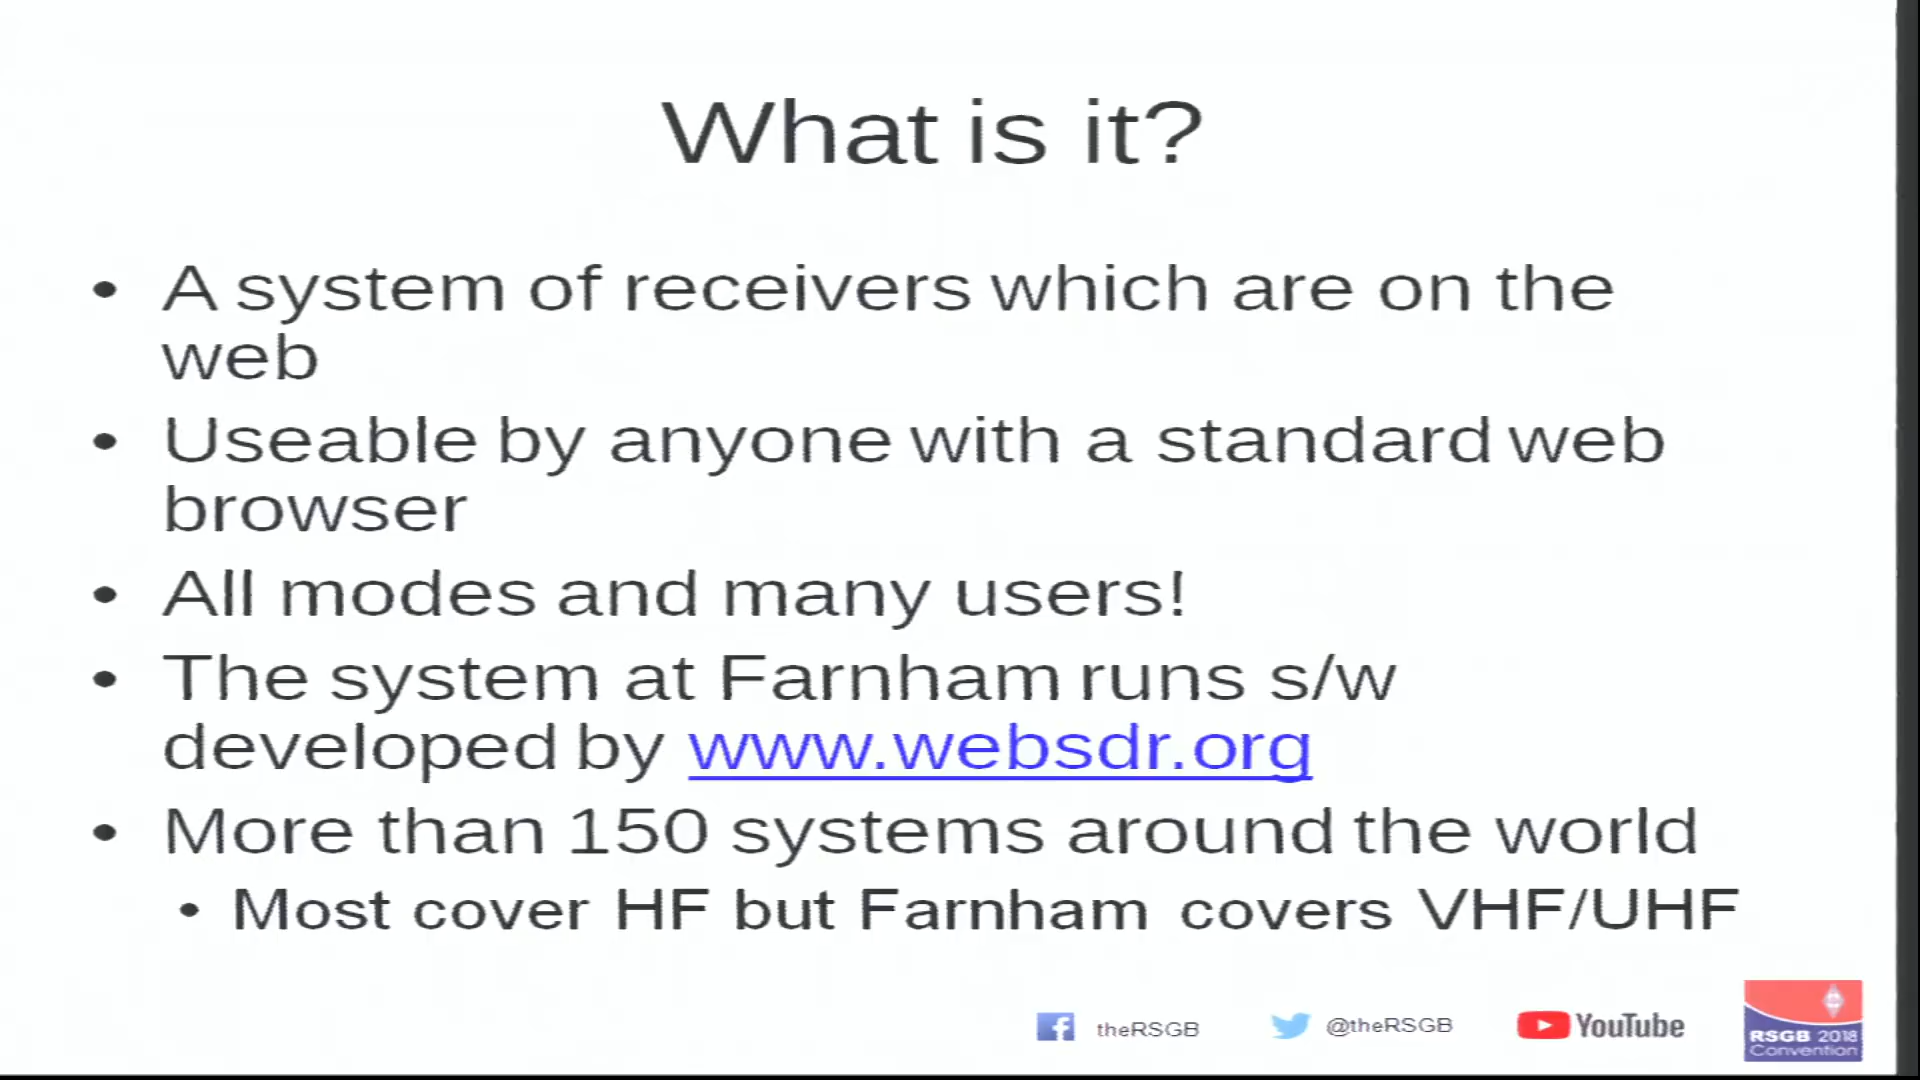 What is it?
• A system of receivers which are on the
web
• Useable by anyone with a standard web
browser
• All modes and many users!
• The system at Farnham runs s/w
developed by www.websdr.org
• More than 150 systems around the world
• Most cover HF but Farnham covers VHF/UHF
theRSGB @theRSGB YouTube
RSGB 2018
Convention